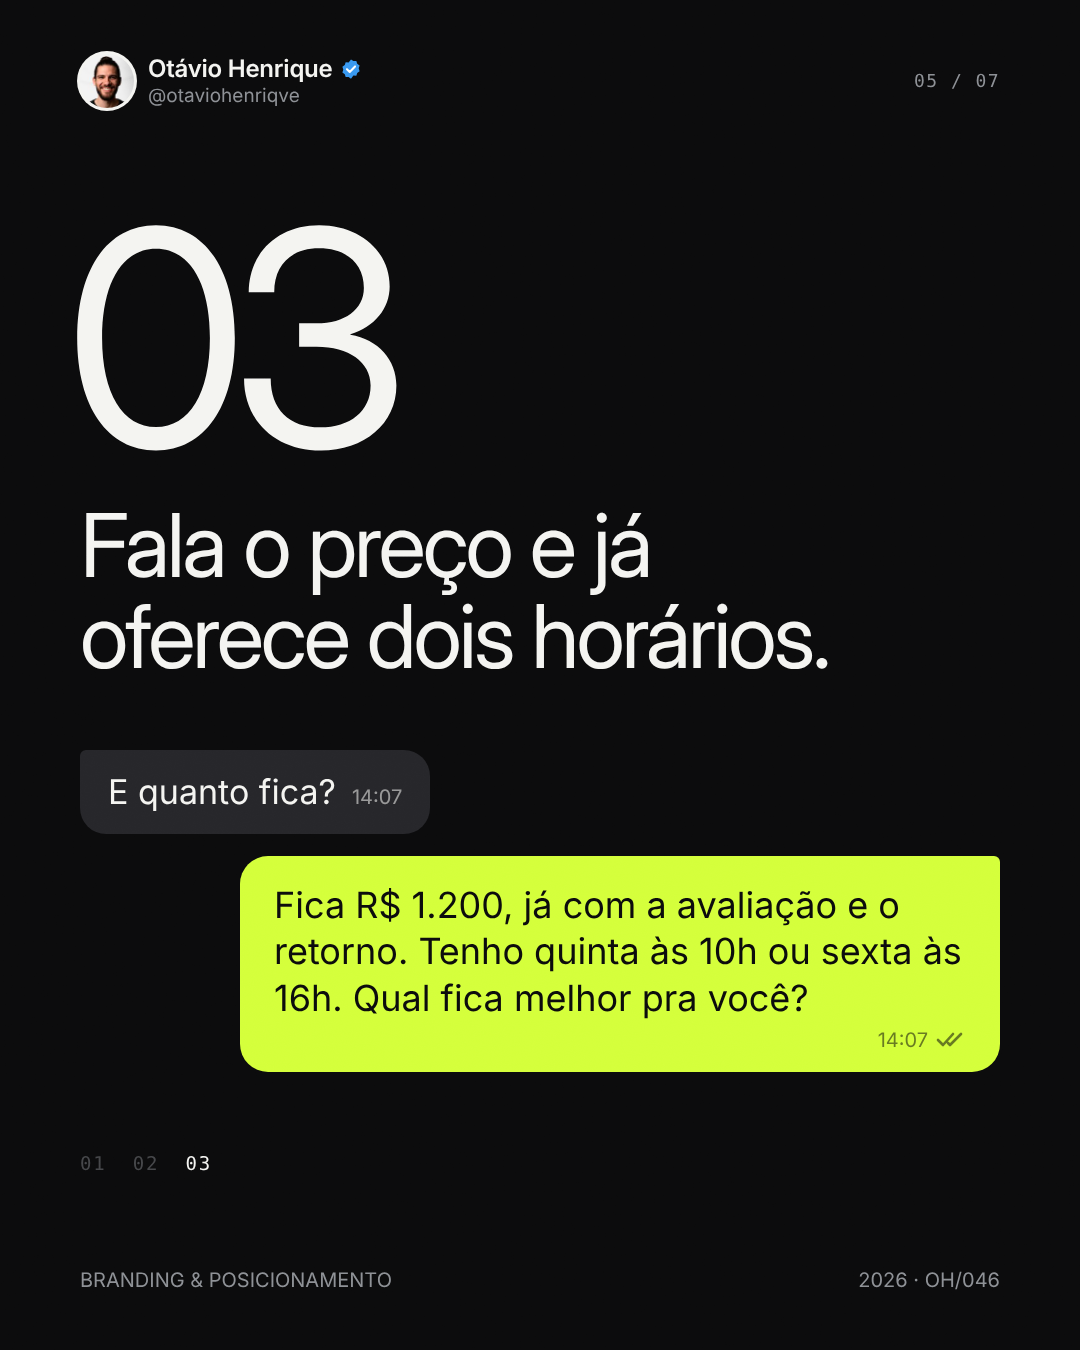 Otávio Henrique
@otaviohenriqve
05 / 07
03
Fala o preço e já
oferece dois horários.
E quanto fica? 14:07
Fica R$ 1.200, já com a avaliação e o
retorno. Tenho quinta às 10h ou sexta às
16h. Qual fica melhor pra você?
14:07
01 02 03
BRANDING & POSICIONAMENTO
2026 · OH/046